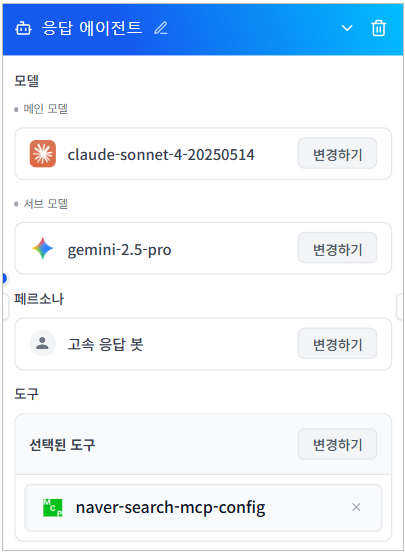 응답 에이전트
모델
메인 모델
claude-sonnet-4-20250514 변경하기
서브 모델
gemini-2.5-pro 변경하기
페르소나
고속 응답 봇 변경하기
도구
선택된 도구 변경하기
MCP naver-search-mcp-config